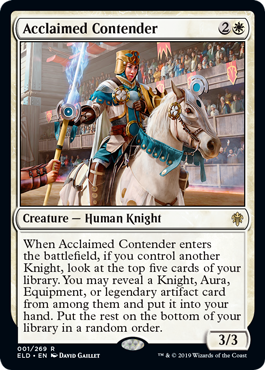 Acclaimed Contender 2
Creature — Human Knight
When Acclaimed Contender enters
the battlefield, if you control another
Knight, look at the top five cards of your
library. You may reveal a Knight, Aura,
Equipment, or legendary artifact card
from among them and put it into your
hand. Put the rest on the bottom of your
library in a random order.
3/3
001/269 R
ELD • EN DAVID GAILLET ™ & © 2019 Wizards of the Coast